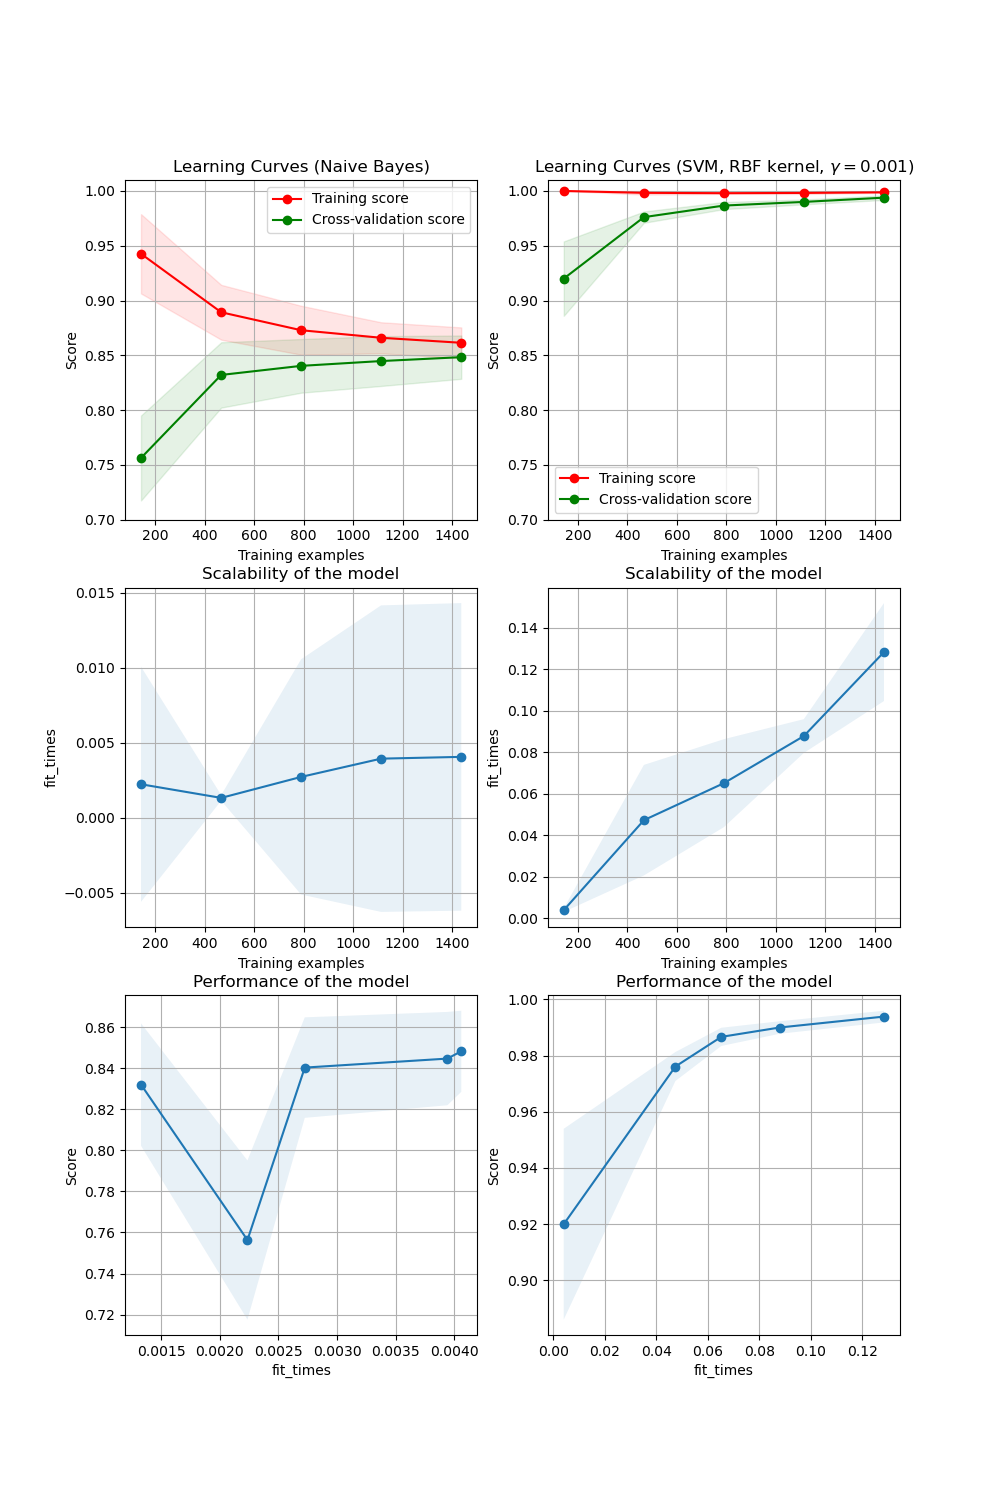 Learning Curves (Naive Bayes)
1.00
0.95
0.90
0.85
0.80
0.75
0.70
Score
Training score
Cross-validation score
200 400 600 800 1000 1200 1400
Training examples
Learning Curves (SVM, RBF kernel, γ = 0.001)
1.00
0.95
0.90
0.85
0.80
0.75
0.70
Score
Training score
Cross-validation score
200 400 600 800 1000 1200 1400
Training examples
Scalability of the model
0.015
0.010
0.005
0.000
−0.005
fit_times
200 400 600 800 1000 1200 1400
Training examples
Scalability of the model
0.14
0.12
0.10
0.08
0.06
0.04
0.02
0.00
fit_times
200 400 600 800 1000 1200 1400
Training examples
Performance of the model
0.86
0.84
0.82
0.80
0.78
0.76
0.74
0.72
Score
0.0015 0.0020 0.0025 0.0030 0.0035 0.0040
fit_times
Performance of the model
1.00
0.98
0.96
0.94
0.92
0.90
Score
0.00 0.02 0.04 0.06 0.08 0.10 0.12
fit_times